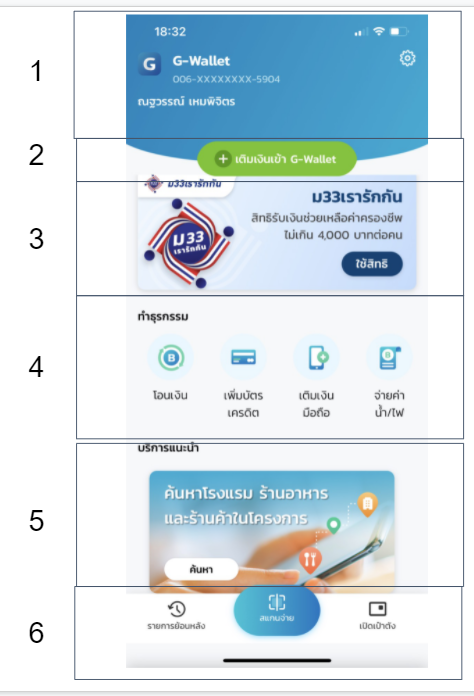 1
18:32
G
G-Wallet
006-XXXXXXXX-5904
ณฐวรรณ์ เหมพิจิตร
2
+ เติมเงินเข้า G-Wallet
3
ม33เรารักกัน
ม33
เรารักกัน
ม33เรารักกัน
สิทธิรับเงินช่วยเหลือค่าครองชีพ
ไม่เกิน 4,000 บาทต่อคน
ใช้สิทธิ
4
ทำธุรกรรม
โอนเงิน
เพิ่มบัตร
เครดิต
เติมเงิน
มือถือ
จ่ายค่า
น้ำ/ไฟ
5
บริการแนะนำ
ค้นหาโรงแรม ร้านอาหาร
และร้านค้าในโครงการ
ค้นหา
6
รายการย้อนหลัง
สแกนจ่าย
เปิดเป๋าตัง